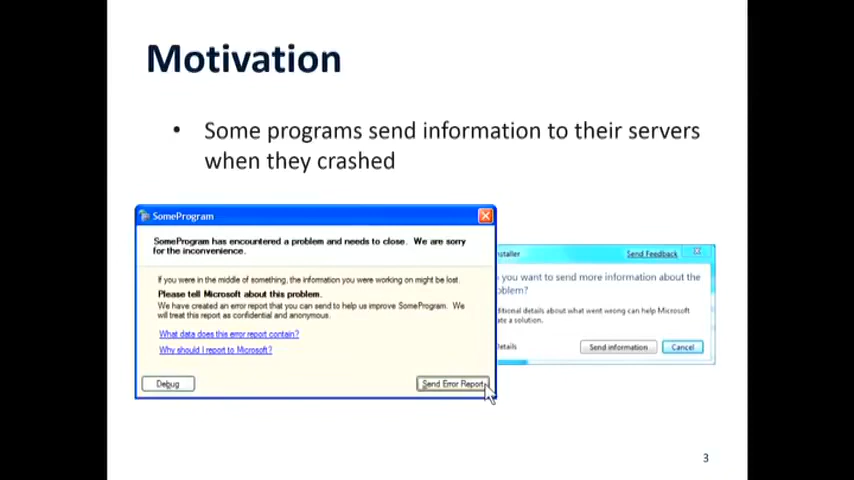 Motivation
• Some programs send information to their servers
when they crashed
SomeProgram
SomeProgram has encountered a problem and needs to close. We are sorry
for the inconvenience.
If you were in the middle of something, the information you were working on might be lost.
Please tell Microsoft about this problem.
We have created an error report that you can send to help us improve SomeProgram. We
will treat this report as confidential and anonymous.
What data does this error report contain?
Why should I report to Microsoft?
Debug
Send Error Report
Send Feedback
you want to send more information about the
details about what went wrong can help Microsoft
a solution.
Send information
Cancel
3